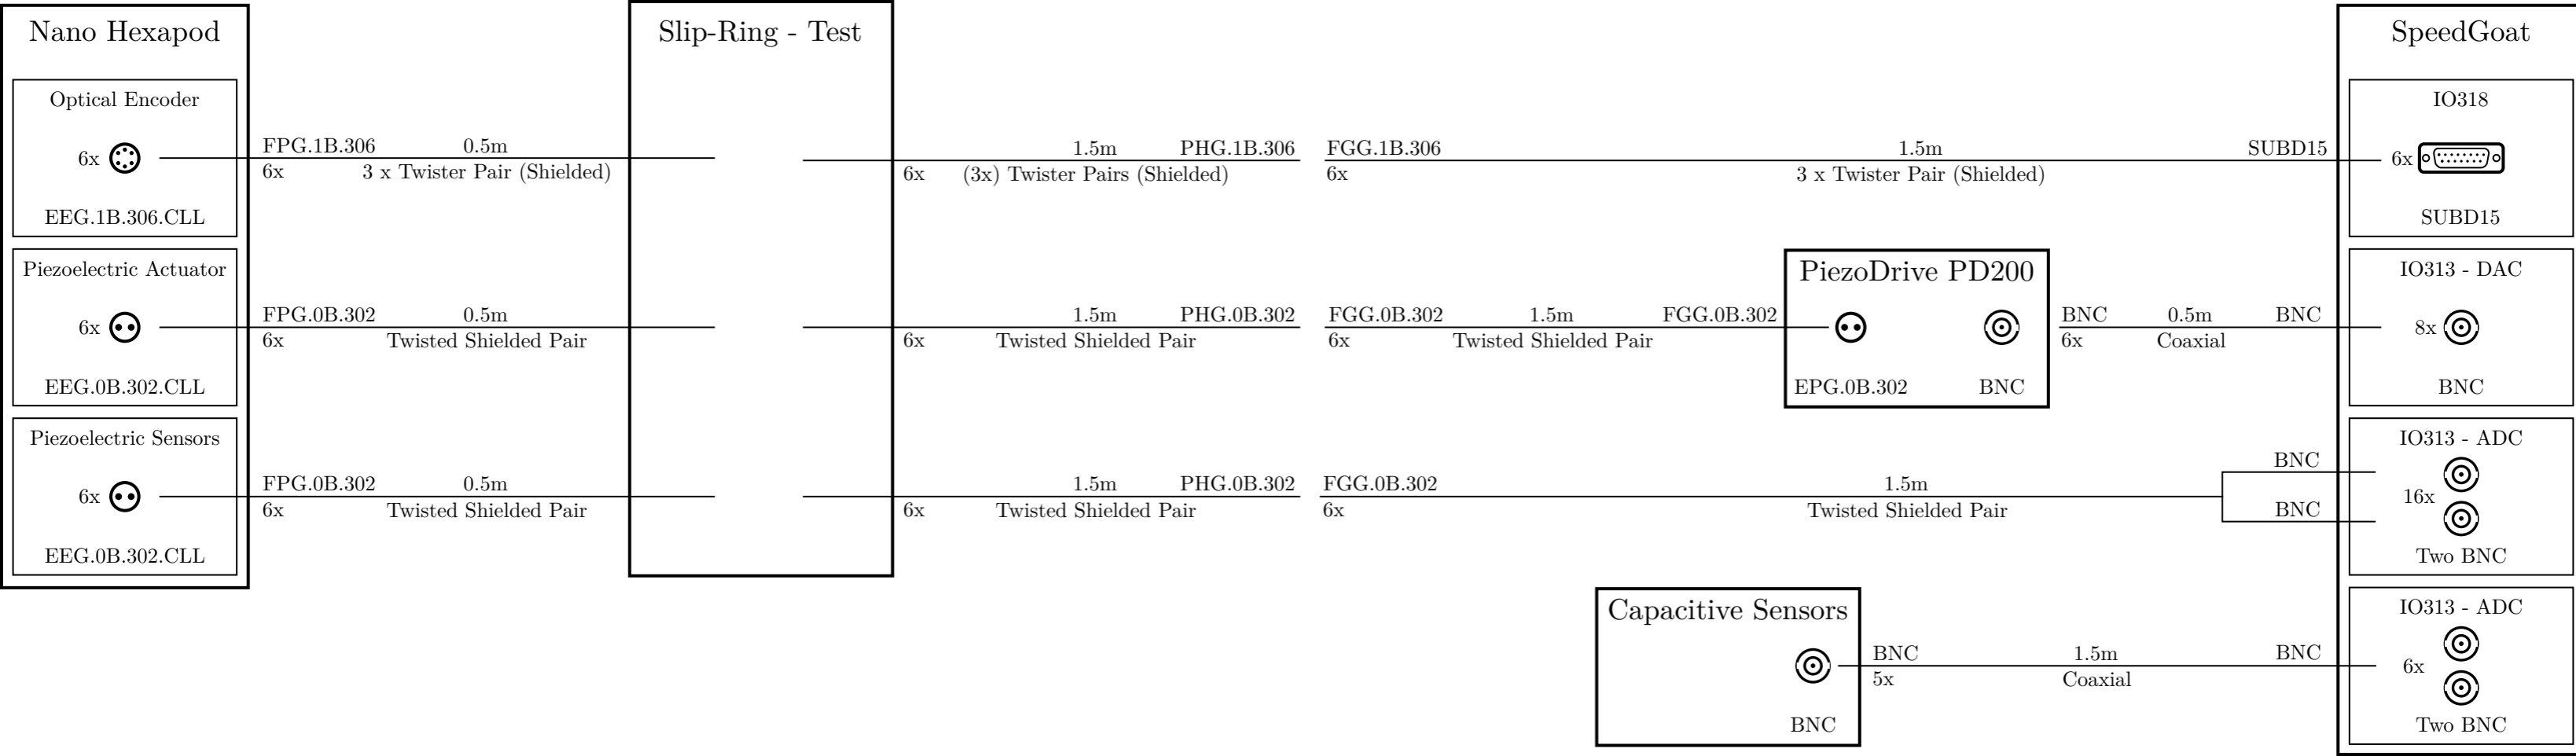 Nano Hexapod
Optical Encoder
6x
EEG.1B.306.CLL
Piezoelectric Actuator
6x
EEG.0B.302.CLL
Piezoelectric Sensors
6x
EEG.0B.302.CLL
FPG.1B.306 0.5m
6x 3 x Twister Pair (Shielded)
FPG.0B.302 0.5m
6x Twisted Shielded Pair
FPG.0B.302 0.5m
6x Twisted Shielded Pair
Slip-Ring - Test
1.5m PHG.1B.306
6x (3x) Twister Pairs (Shielded)
1.5m PHG.0B.302
6x Twisted Shielded Pair
1.5m PHG.0B.302
6x Twisted Shielded Pair
FGG.1B.306 1.5m SUBD15
6x 3 x Twister Pair (Shielded)
FGG.0B.302 1.5m FGG.0B.302
6x Twisted Shielded Pair
PiezoDrive PD200
EPG.0B.302 BNC
BNC 0.5m BNC
6x Coaxial
FGG.0B.302 1.5m
6x Twisted Shielded Pair
BNC
BNC
Capacitive Sensors
BNC
BNC 1.5m BNC
5x Coaxial
SpeedGoat
IO318
6x
SUBD15
IO313 - DAC
8x
BNC
IO313 - ADC
16x
Two BNC
IO313 - ADC
6x
Two BNC